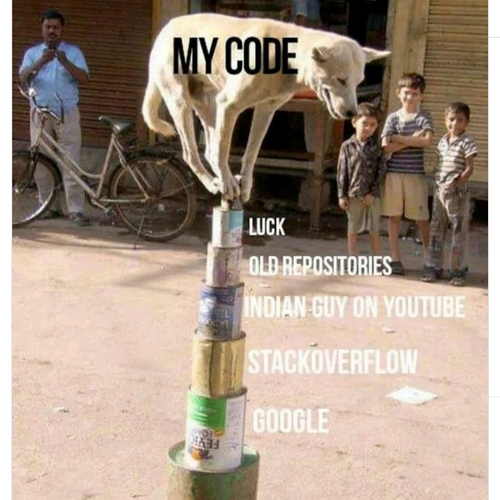 MY CODE
LUCK
OLD REPOSITORIES
INDIAN GUY ON YOUTUBE
STACKOVERFLOW
GOOGLE